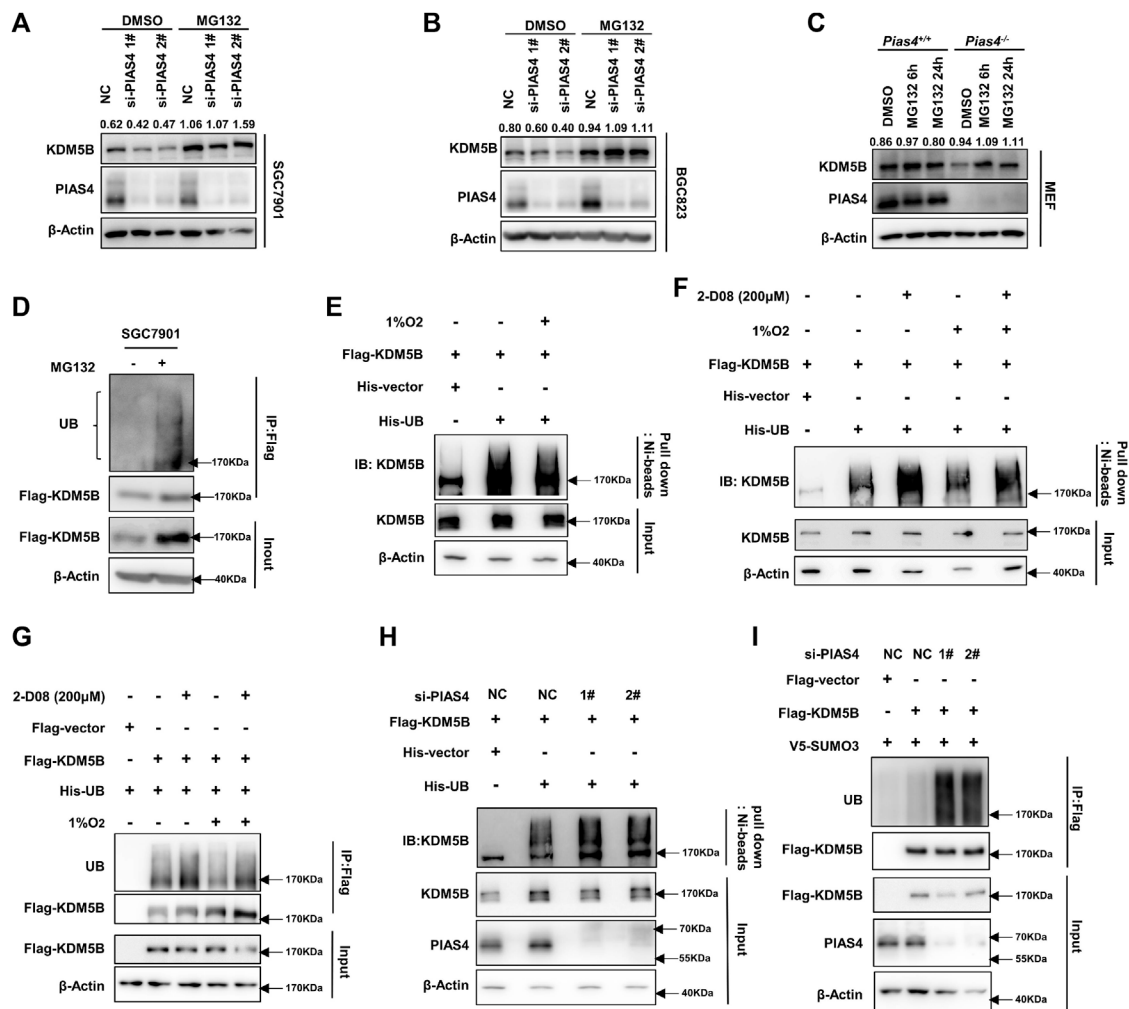 A
DMSO MG132
NC si-PIAS4 1# si-PIAS4 2# NC si-PIAS4 1# si-PIAS4 2#
0.62 0.42 0.47 1.06 1.07 1.59
KDM5B
PIAS4
β-Actin
SGC7901
B
DMSO MG132
NC si-PIAS4 1# si-PIAS4 2# NC si-PIAS4 1# si-PIAS4 2#
0.80 0.60 0.40 0.94 1.09 1.11
KDM5B
PIAS4
β-Actin
BGC823
C
Pias4+/+ Pias4-/-
DMSO MG132 6h MG132 24h DMSO MG132 6h MG132 24h
0.86 0.97 0.80 0.94 1.09 1.11
KDM5B
PIAS4
β-Actin
MEF
D
SGC7901
MG132 - +
UB
170KDa
IP:Flag
Flag-KDM5B 170KDa
Flag-KDM5B 170KDa
β-Actin 40KDa
Inout
E
1%O2 - - +
Flag-KDM5B + + +
His-vector + - -
His-UB - + +
IB: KDM5B 170KDa
Pull down : Ni-beads
KDM5B 170KDa
β-Actin 40KDa
Input
F
2-D08 (200μM) - - + - +
1%O2 - - - + +
Flag-KDM5B + + + + +
His-vector + - - - -
His-UB - + + + +
IB: KDM5B 170KDa
Pull down : Ni-beads
KDM5B 170KDa
β-Actin 40KDa
Input
G
2-D08 (200μM) - - + - +
Flag-vector + - - - -
Flag-KDM5B - + + + +
His-UB + + + + +
1%O2 - - - + +
UB 170KDa
Flag-KDM5B 170KDa
IP:Flag
Flag-KDM5B 170KDa
β-Actin 170KDa
Input
H
si-PIAS4 NC NC 1# 2#
Flag-KDM5B + + + +
His-vector + - - -
His-UB - + + +
IB:KDM5B 170KDa
pull down : Ni-beads
KDM5B 170KDa
PIAS4 70KDa
55KDa
β-Actin 40KDa
Input
I
si-PIAS4 NC NC 1# 2#
Flag-vector + - - -
Flag-KDM5B - + + +
V5-SUMO3 + + + +
UB 170KDa
Flag-KDM5B 170KDa
IP:Flag
Flag-KDM5B 170KDa
PIAS4 70KDa
55KDa
β-Actin 40KDa
Input